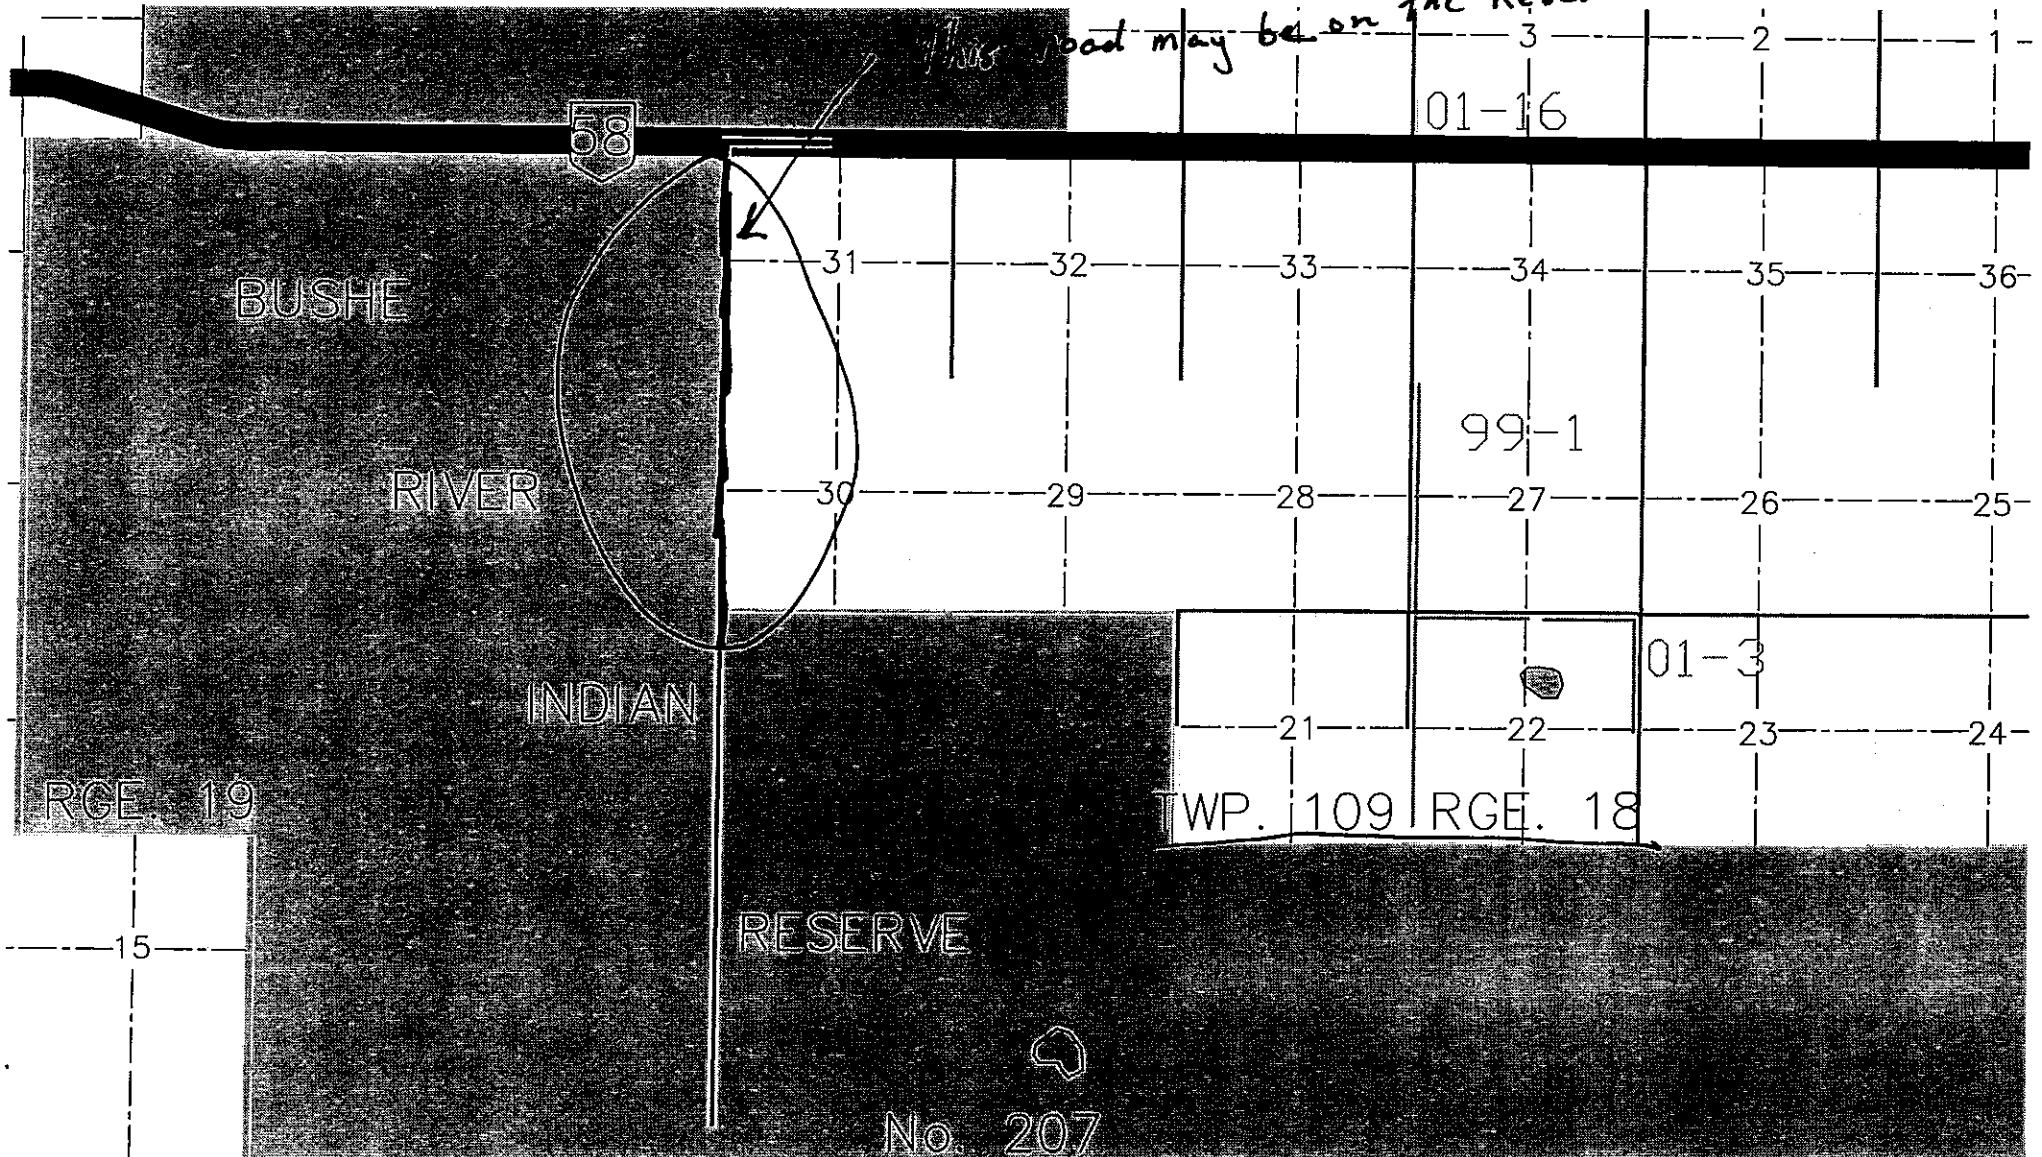 This road may be on the
3 2 1
01-16
58
31 32 33 34 35 36
BUSHE
99-1
RIVER
30 29 28 27 26 25
01-3
INDIAN
21 22 23 24
RGE. 19
TWP. 109 RGE. 18
RESERVE
15
No. 207